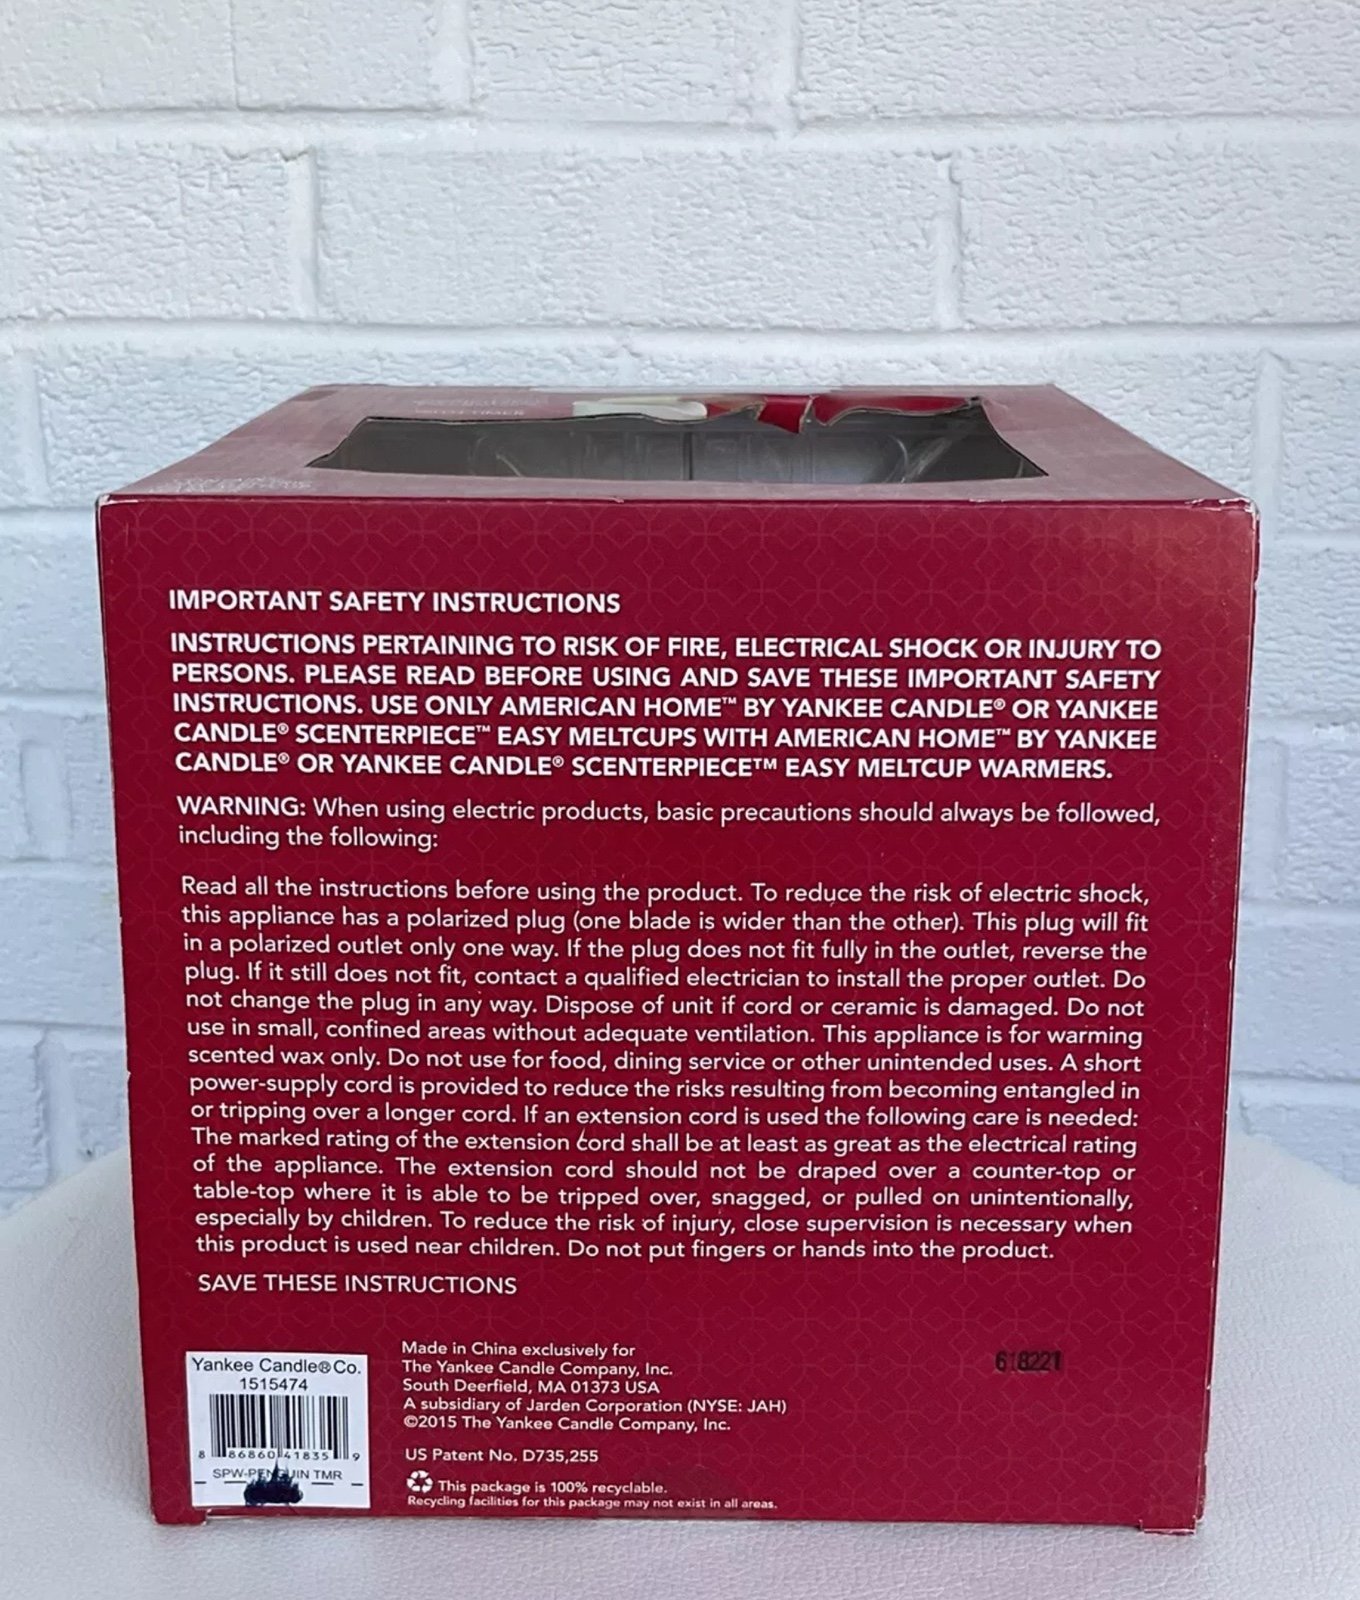 IMPORTANT SAFETY INSTRUCTIONS
INSTRUCTIONS PERTAINING TO RISK OF FIRE, ELECTRICAL SHOCK OR INJURY TO
PERSONS. PLEASE READ BEFORE USING AND SAVE THESE IMPORTANT SAFETY
INSTRUCTIONS. USE ONLY AMERICAN HOME™ BY YANKEE CANDLE® OR YANKEE
CANDLE® SCENTERPIECE™ EASY MELTCUPS WITH AMERICAN HOME™ BY YANKEE
CANDLE® OR YANKEE CANDLE® SCENTERPIECE™ EASY MELTCUP WARMERS.
WARNING: When using electric products, basic precautions should always be followed,
including the following:
Read all the instructions before using the product. To reduce the risk of electric shock,
this appliance has a polarized plug (one blade is wider than the other). This plug will fit
in a polarized outlet only one way. If the plug does not fit fully in the outlet, reverse the
plug. If it still does not fit, contact a qualified electrician to install the proper outlet. Do
not change the plug in any way. Dispose of unit if cord or ceramic is damaged. Do not
use in small, confined areas without adequate ventilation. This appliance is for warming
scented wax only. Do not use for food, dining service or other unintended uses. A short
power-supply cord is provided to reduce the risks resulting from becoming entangled in
or tripping over a longer cord. If an extension cord is used the following care is needed:
The marked rating of the extension cord shall be at least as great as the electrical rating
of the appliance. The extension cord should not be draped over a counter-top or
table-top where it is able to be tripped over, snagged, or pulled on unintentionally,
especially by children. To reduce the risk of injury, close supervision is necessary when
this product is used near children. Do not put fingers or hands into the product.
SAVE THESE INSTRUCTIONS
Yankee Candle® Co.
1515474
8 86860 41835 9
SPW-PENGUIN TMR
Made in China exclusively for
The Yankee Candle Company, Inc.
South Deerfield, MA 01373 USA
A subsidiary of Jarden Corporation (NYSE: JAH)
©2015 The Yankee Candle Company, Inc.
US Patent No. D735,255
This package is 100% recyclable.
Recycling facilities for this package may not exist in all areas.
618221